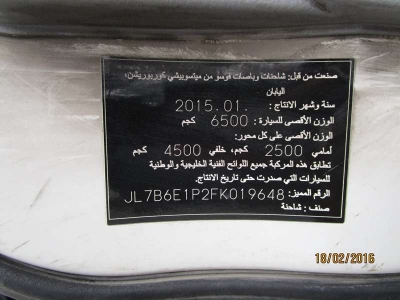 صنعت من قبل: شاحنات وباصات فوسو من ميتسوبيشي كوربوريشن،
اليابان
سنة وشهر الانتاج: 2015.01.
الوزن الأقصى للسيارة: 6500 كجم
الوزن الأقصى على كل محور:
أمامي 2500 كجم، خلفي 4500 كجم
تطابق هذه المركبة جميع اللوائح الفنية الخليجية والوطنية
للسيارات التي صدرت حتى تاريخ الانتاج.
الرقم المميز: JL7B6E1P2FK019648
صنف: شاحنة
18/02/2016